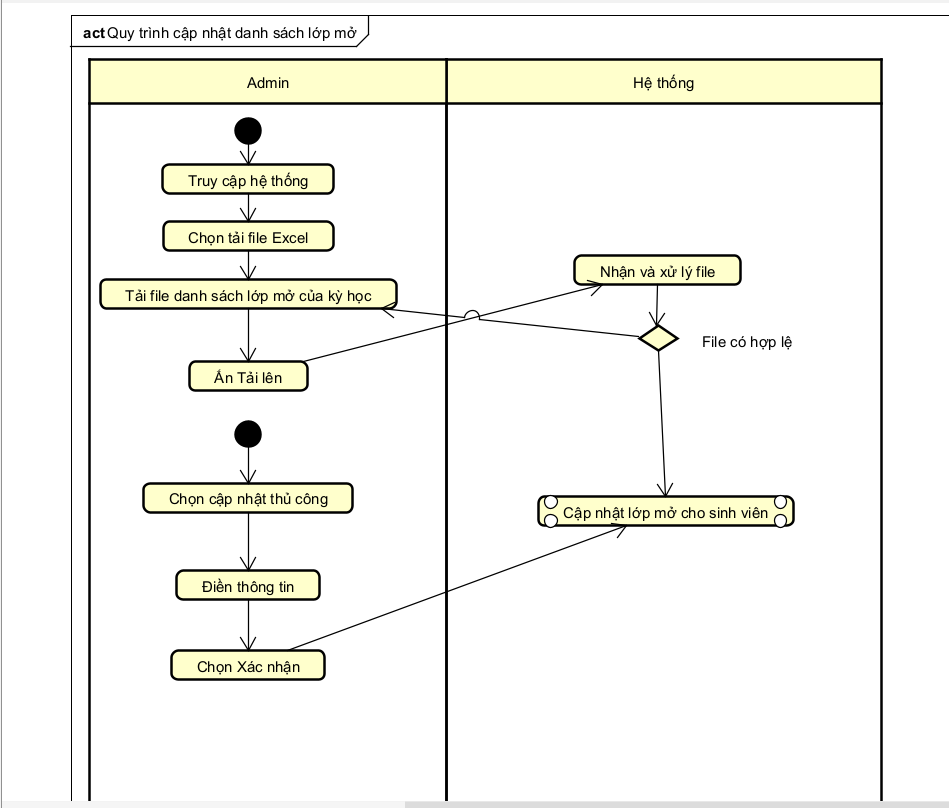 act Quy trình cập nhật danh sách lớp mở
Admin
Hệ thống
Truy cập hệ thống
Chọn tải file Excel
Tải file danh sách lớp mở của kỳ học
Ấn Tải lên
Nhận và xử lý file
File có hợp lệ
Chọn cập nhật thủ công
Điền thông tin
Chọn Xác nhận
Cập nhật lớp mở cho sinh viên